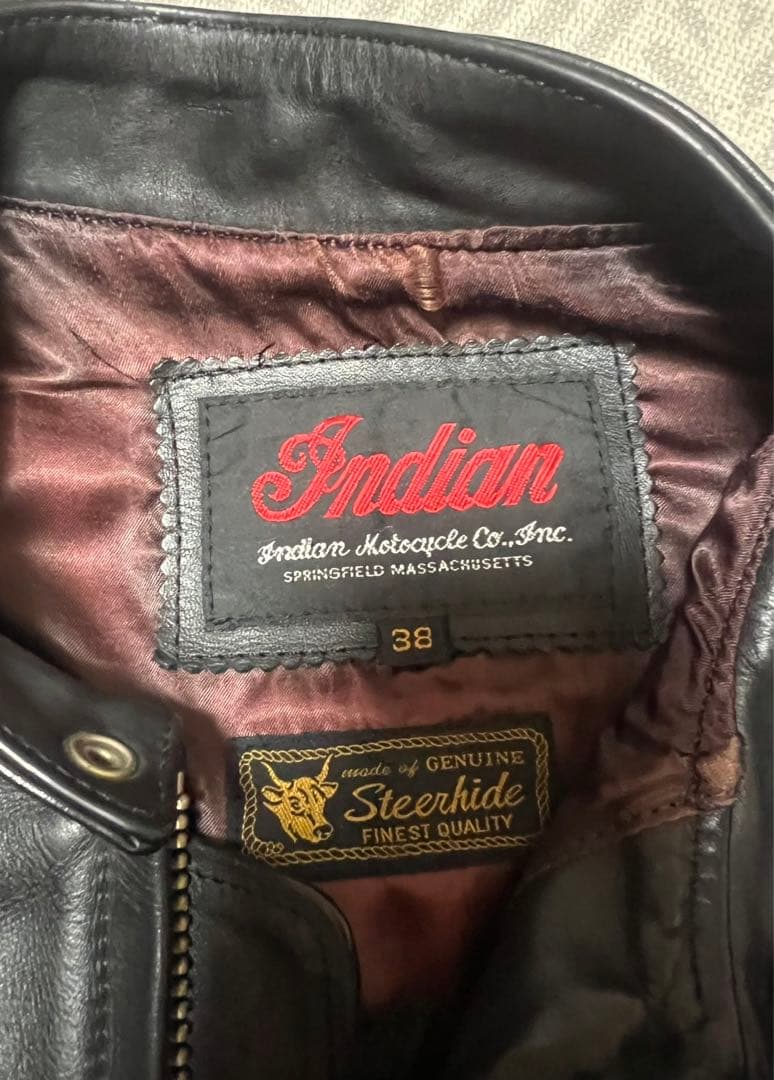 Indian
Indian Motocycle Co., Inc.
SPRINGFIELD MASSACHUSETTS
38
made of GENUINE
Steerhide
FINEST QUALITY